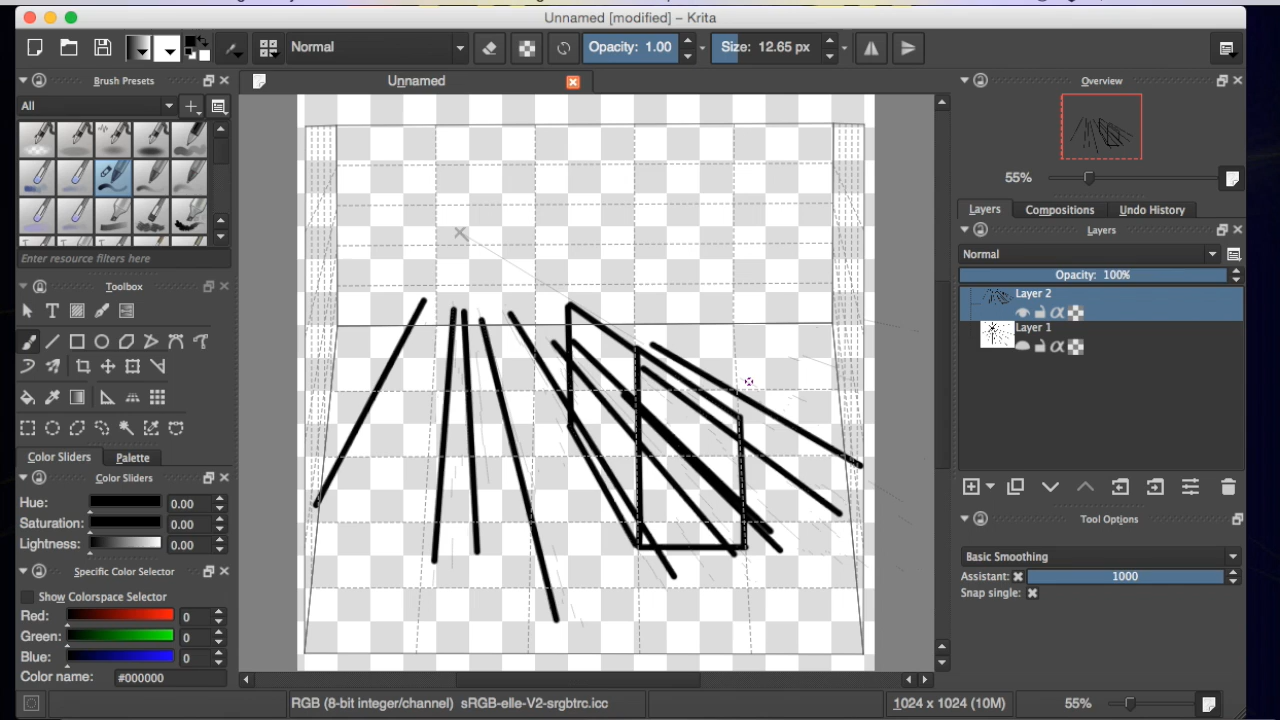 Unnamed [modified] – Krita
Normal
Opacity: 1.00
Size: 12.65 px
Brush Presets
Unnamed
Overview
All
55%
Layers
Compositions
Undo History
Layers
Normal
Opacity: 100%
Enter resource filters here
Toolbox
Layer 2
Layer 1
Color Sliders
Palette
Color Sliders
Hue:
0.00
Saturation:
0.00
Lightness:
0.00
Tool Options
Basic Smoothing
Assistant:
1000
Snap single:
Specific Color Selector
Show Colorspace Selector
Red:
0
Green:
0
Blue:
0
Color name:
#000000
RGB (8-bit integer/channel) sRGB-elle-V2-srgbtrc.icc
1024 x 1024 (10M)
55%